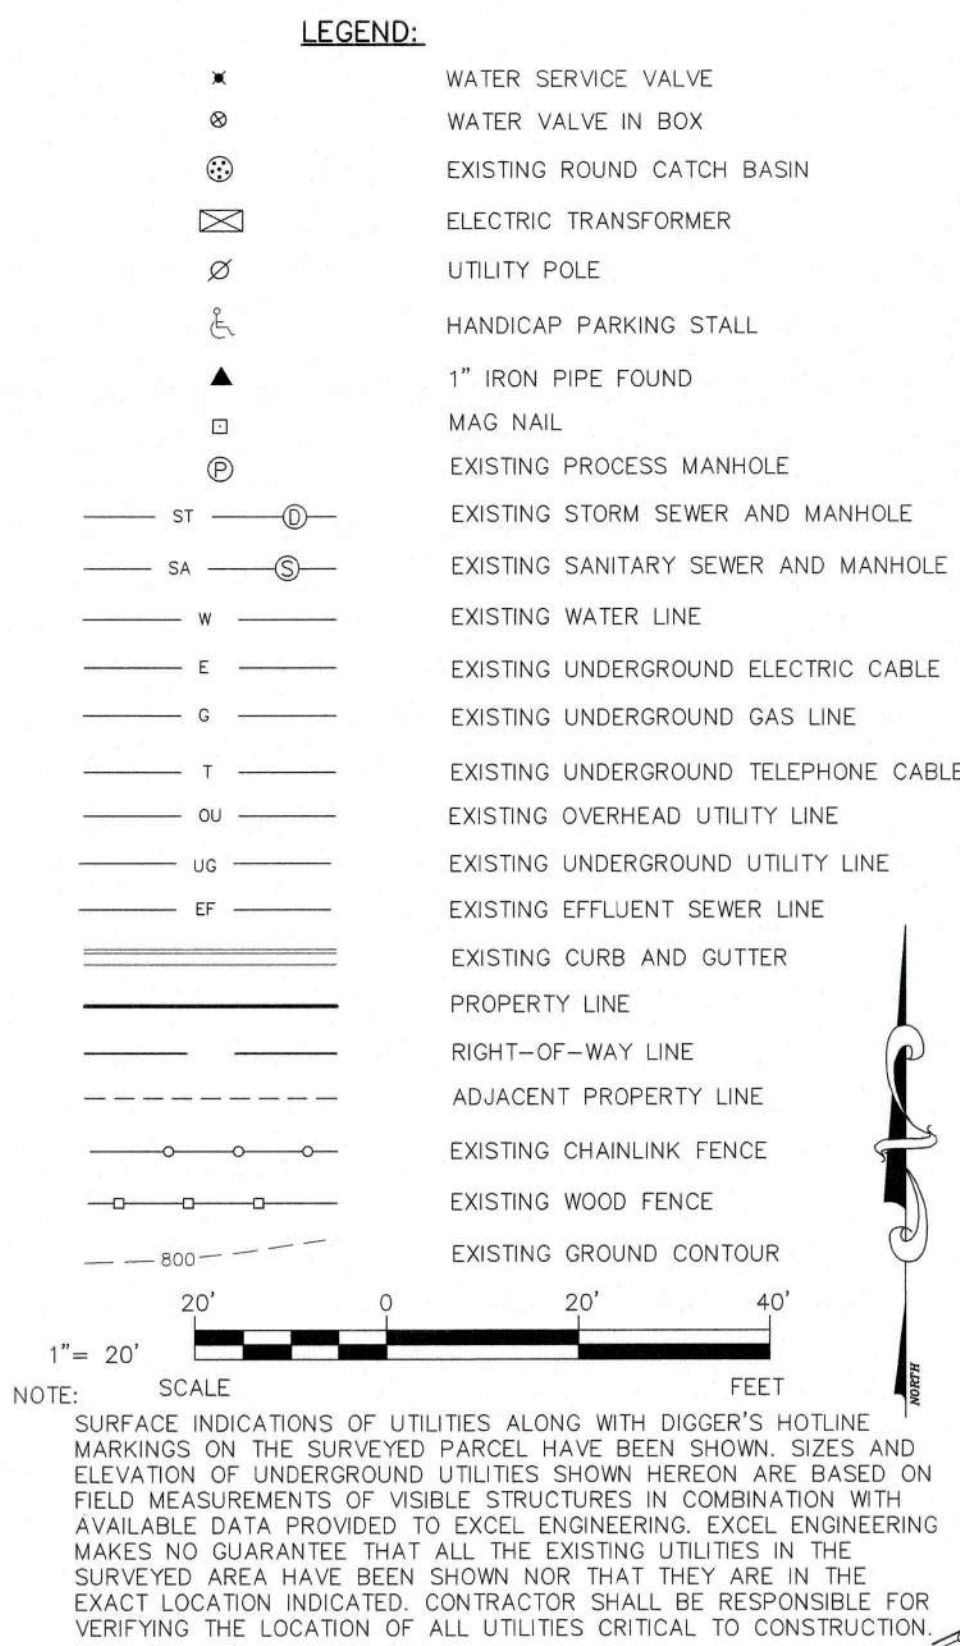 LEGEND:
WATER SERVICE VALVE
WATER VALVE IN BOX
EXISTING ROUND CATCH BASIN
ELECTRIC TRANSFORMER
UTILITY POLE
HANDICAP PARKING STALL
1" IRON PIPE FOUND
MAG NAIL
P EXISTING PROCESS MANHOLE
ST D EXISTING STORM SEWER AND MANHOLE
SA S EXISTING SANITARY SEWER AND MANHOLE
W EXISTING WATER LINE
E EXISTING UNDERGROUND ELECTRIC CABLE
G EXISTING UNDERGROUND GAS LINE
T EXISTING UNDERGROUND TELEPHONE CABLE
OU EXISTING OVERHEAD UTILITY LINE
UG EXISTING UNDERGROUND UTILITY LINE
EF EXISTING EFFLUENT SEWER LINE
EXISTING CURB AND GUTTER
PROPERTY LINE
RIGHT-OF-WAY LINE
ADJACENT PROPERTY LINE
EXISTING CHAINLINK FENCE
EXISTING WOOD FENCE
800 EXISTING GROUND CONTOUR
20' 0 20' 40'
1"= 20'
SCALE FEET
NORTH
NOTE:
SURFACE INDICATIONS OF UTILITIES ALONG WITH DIGGER'S HOTLINE
MARKINGS ON THE SURVEYED PARCEL HAVE BEEN SHOWN. SIZES AND
ELEVATION OF UNDERGROUND UTILITIES SHOWN HEREON ARE BASED ON
FIELD MEASUREMENTS OF VISIBLE STRUCTURES IN COMBINATION WITH
AVAILABLE DATA PROVIDED TO EXCEL ENGINEERING. EXCEL ENGINEERING
MAKES NO GUARANTEE THAT ALL THE EXISTING UTILITIES IN THE
SURVEYED AREA HAVE BEEN SHOWN NOR THAT THEY ARE IN THE
EXACT LOCATION INDICATED. CONTRACTOR SHALL BE RESPONSIBLE FOR
VERIFYING THE LOCATION OF ALL UTILITIES CRITICAL TO CONSTRUCTION.